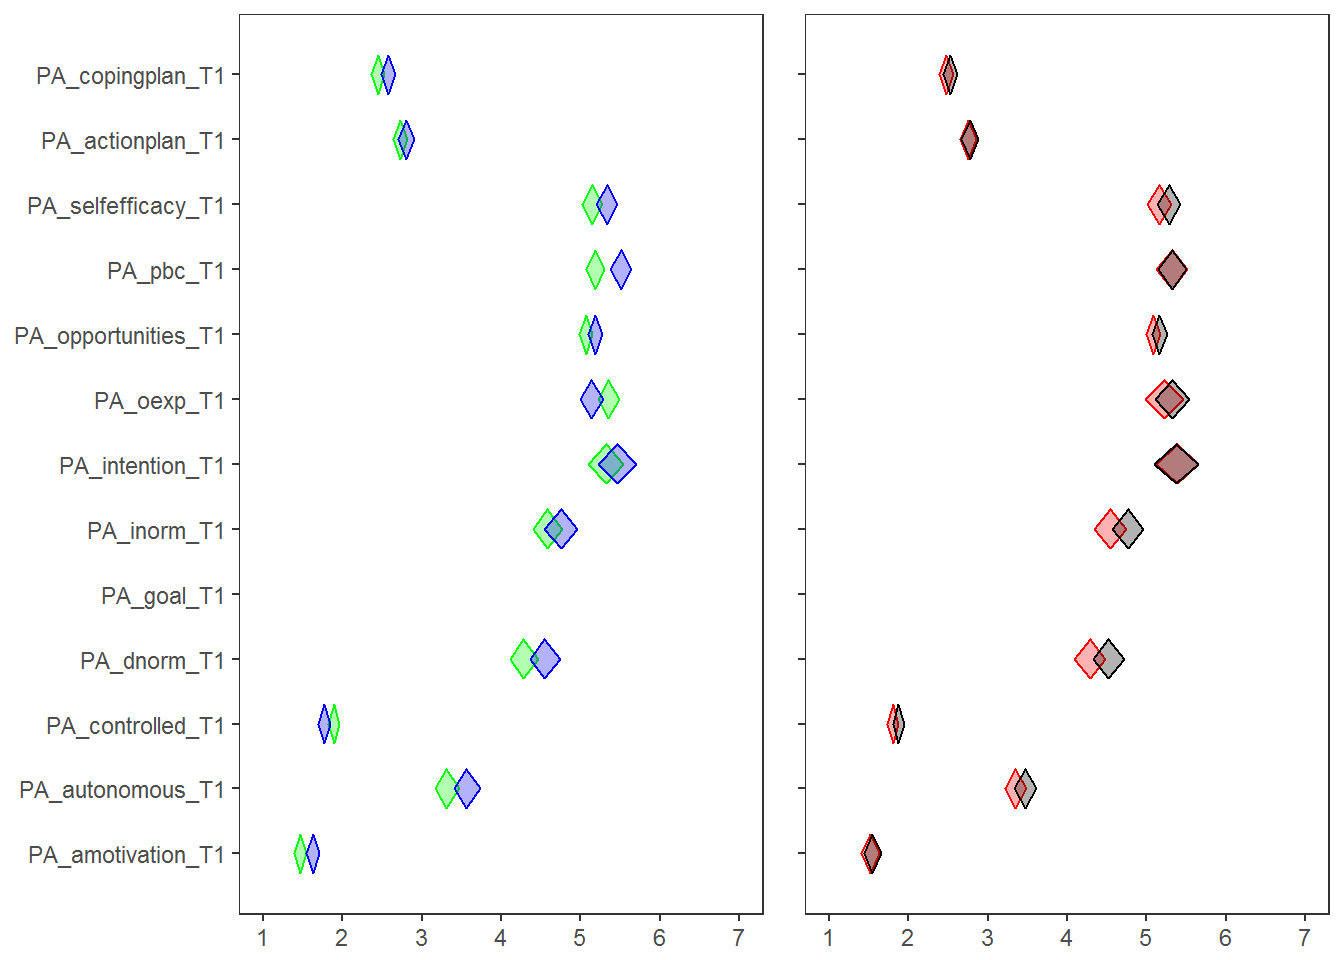 PA_copingplan_T1
PA_actionplan_T1
PA_selfefficacy_T1
PA_pbc_T1
PA_opportunities_T1
PA_oexp_T1
PA_intention_T1
PA_inorm_T1
PA_goal_T1
PA_dnorm_T1
PA_controlled_T1
PA_autonomous_T1
PA_amotivation_T1
1 2 3 4 5 6 7
1 2 3 4 5 6 7